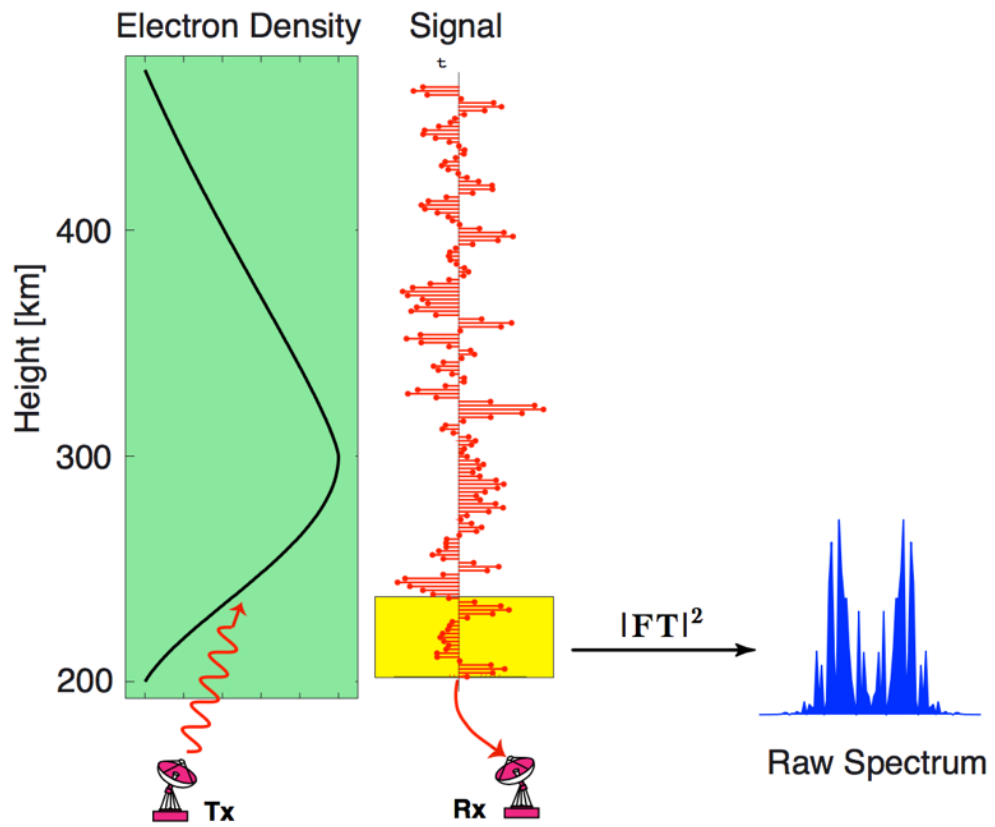 Electron Density
Signal
t
Height [km]
400
300
200
|FT|²
Raw Spectrum
Tx
Rx